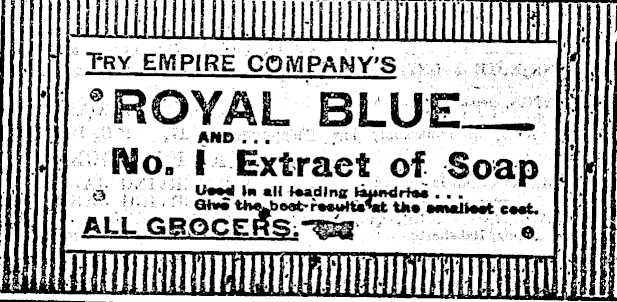 TRY EMPIRE COMPANY'S
ROYAL BLUE
AND . . .
No. 1 Extract of Soap
Used in all leading laundries . . .
Give the best results at the smallest cost.
ALL GROCERS.